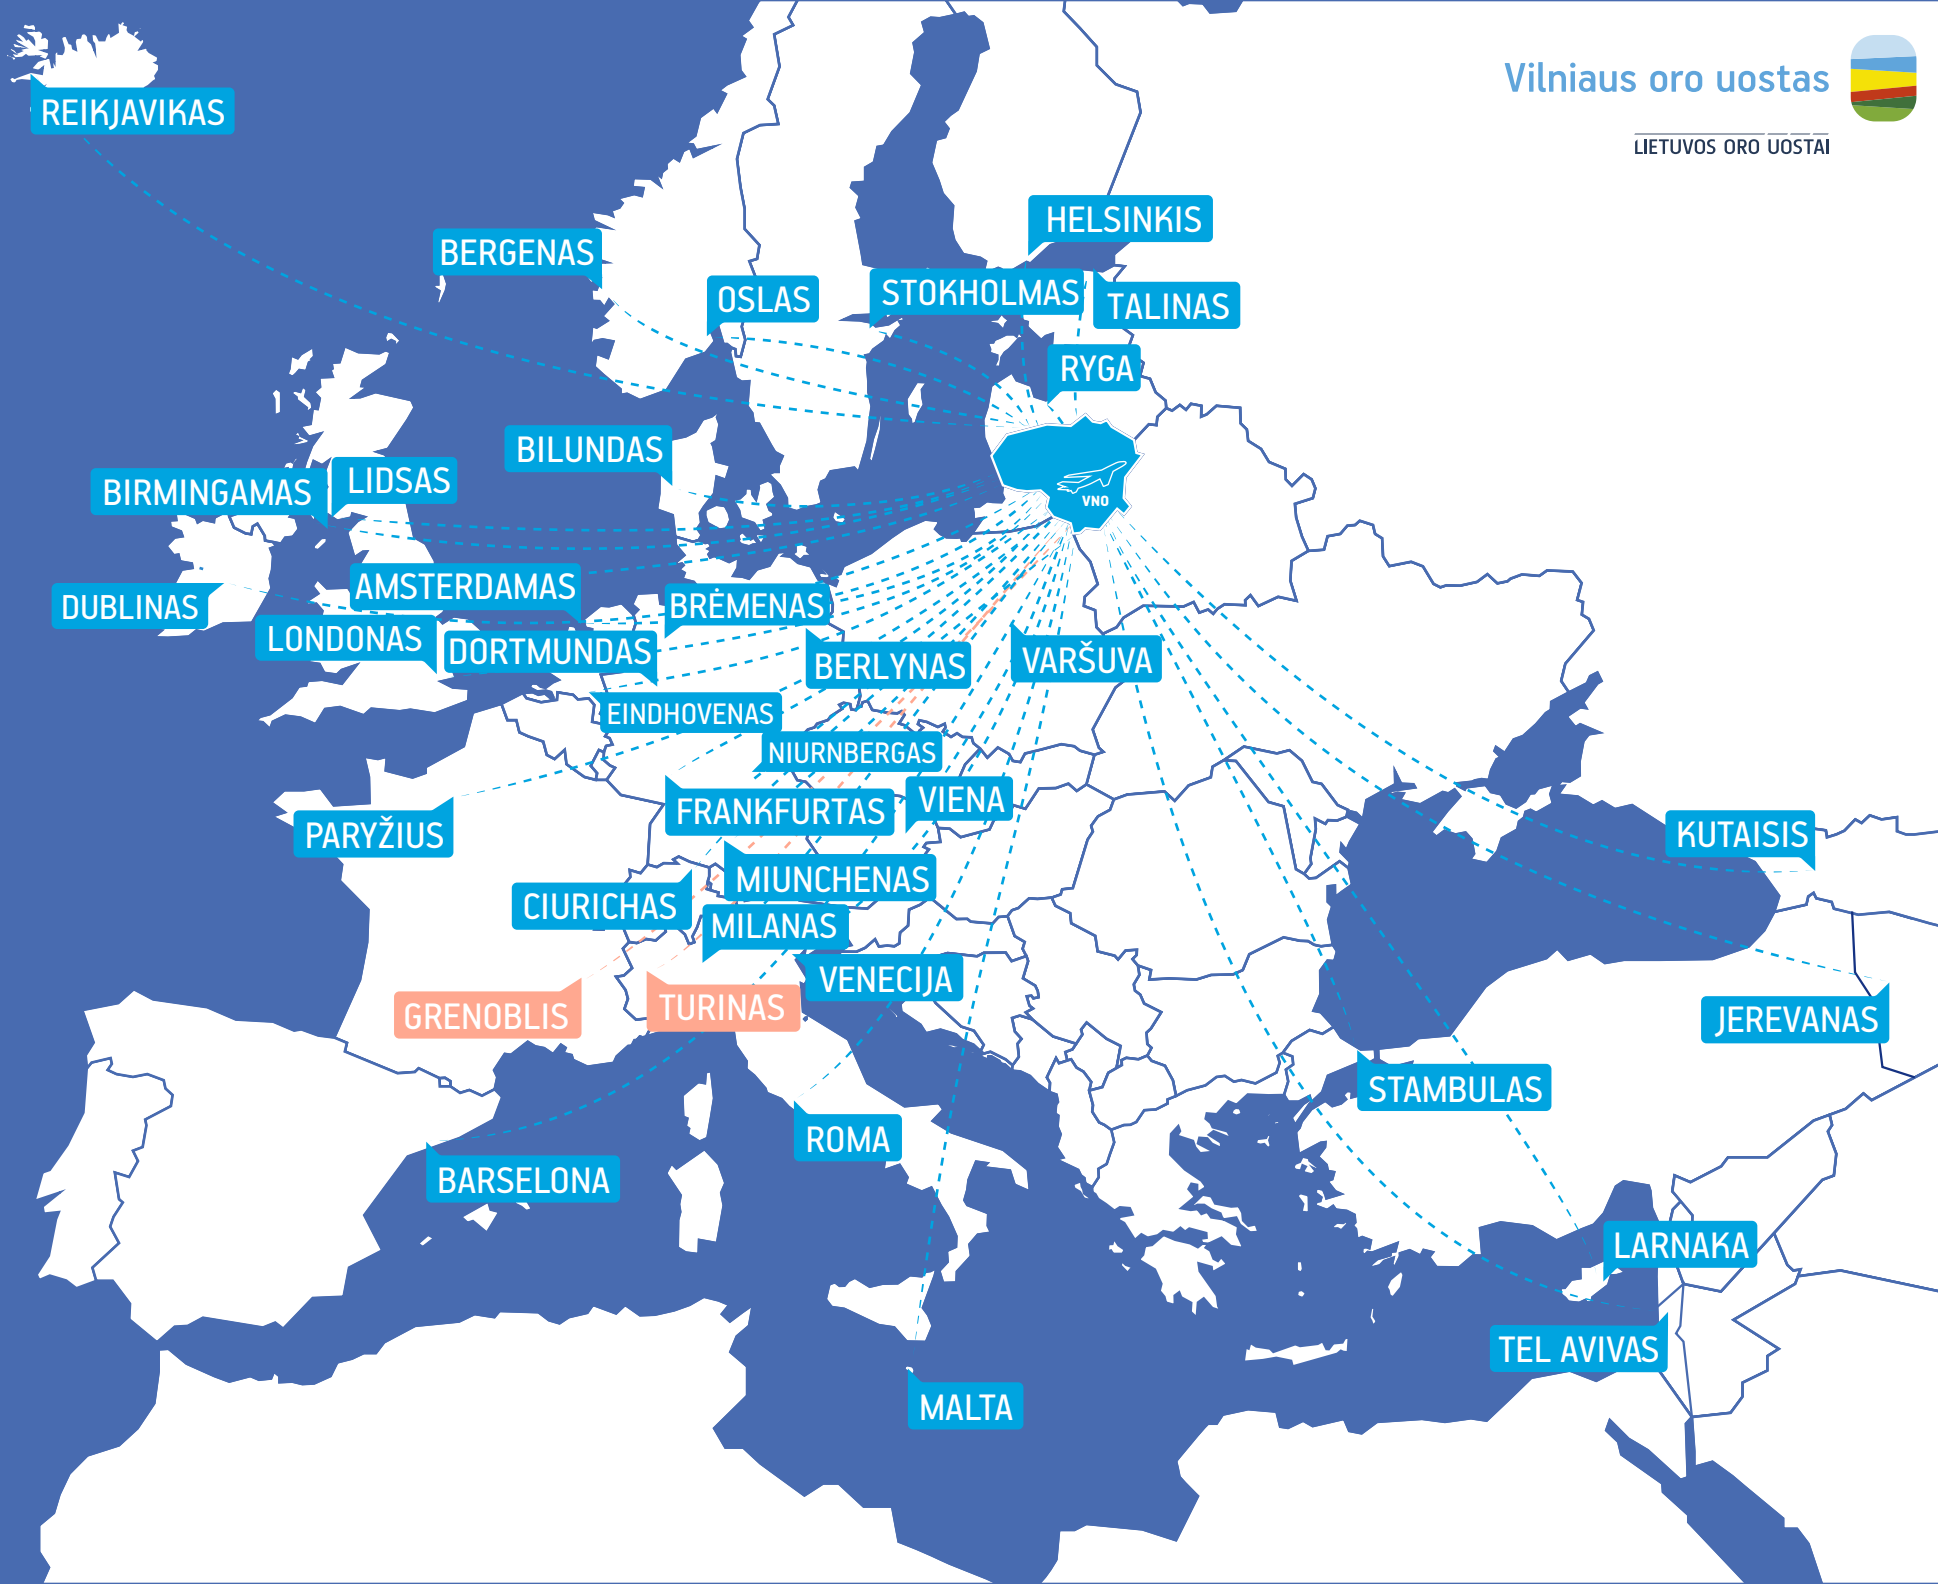 Vilniaus oro uostas
LIETUVOS ORO UOSTAI
REIKJAVIKAS
HELSINKIS
BERGENAS
OSLAS
STOKHOLMAS
TALINAS
RYGA
BILUNDAS
LIDSAS
BIRMINGAMAS
VNO
AMSTERDAMAS
DUBLINAS
BRĖMENAS
LONDONAS
DORTMUNDAS
BERLYNAS
VARŠUVA
EINDHOVENAS
NIURNBERGAS
VIENA
FRANKFURTAS
PARYŽIUS
KUTAISIS
MIUNCHENAS
CIURICHAS
MILANAS
VENECIJA
GRENOBLIS
TURINAS
JEREVANAS
STAMBULAS
ROMA
BARSELONA
LARNAKA
TEL AVIVAS
MALTA